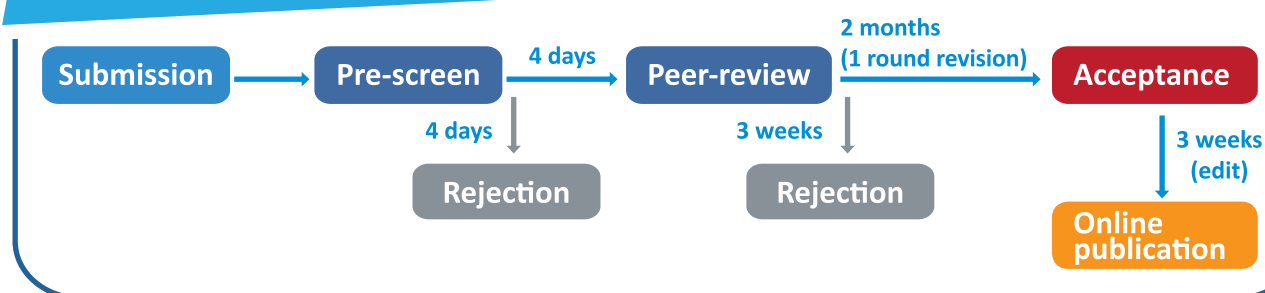 Submission
Pre-screen
4 days
Peer-review
2 months
(1 round revision)
Acceptance
4 days
Rejection
3 weeks
Rejection
3 weeks
(edit)
Online
publication